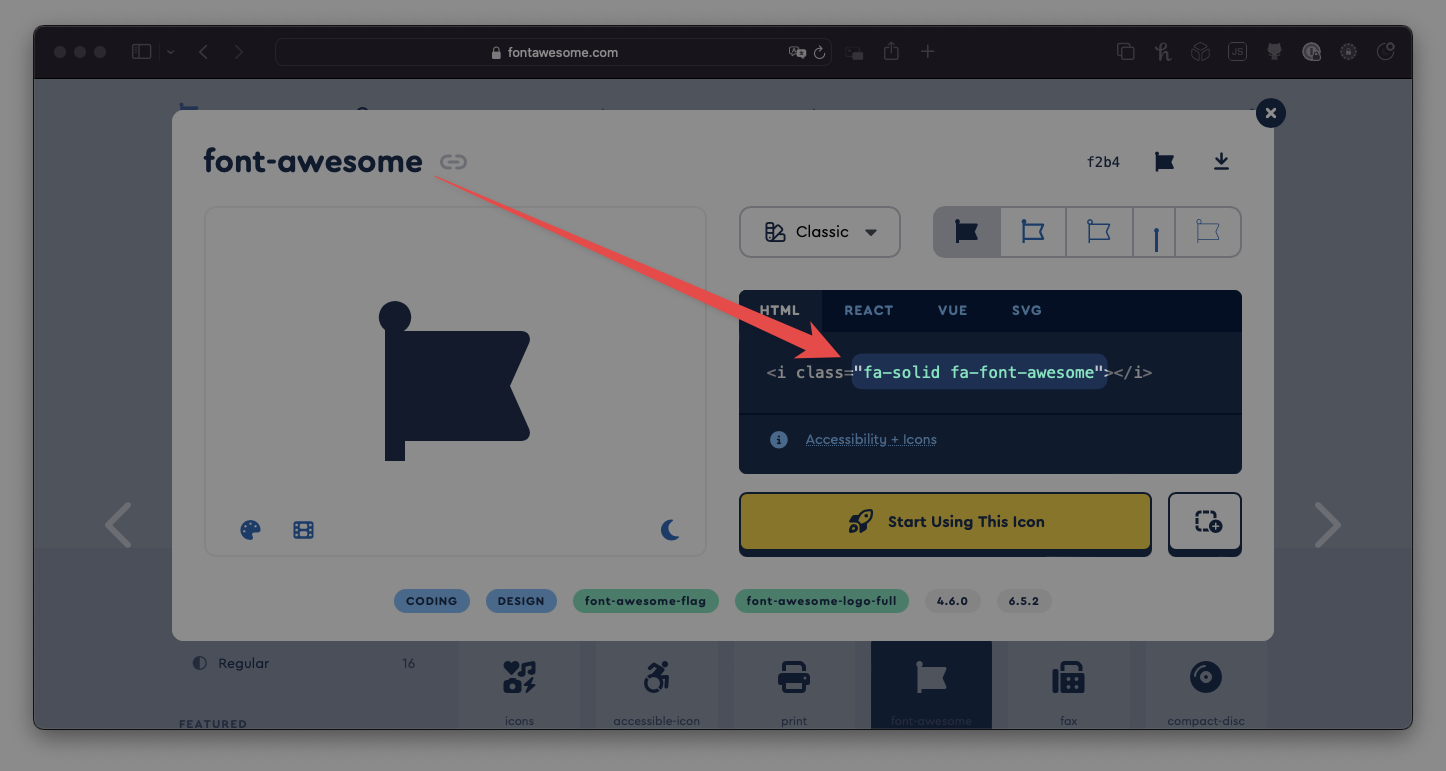 fontawesome.com
JS
font-awesome
f2b4
Classic
HTML REACT VUE SVG
<i class="fa-solid fa-font-awesome"></i>
Accessibility + Icons
Start Using This Icon
CODING DESIGN font-awesome-flag font-awesome-logo-full 4.6.0 6.5.2
Regular 16
FEATURED
icons accessible-icon print font-awesome fax compact-disc